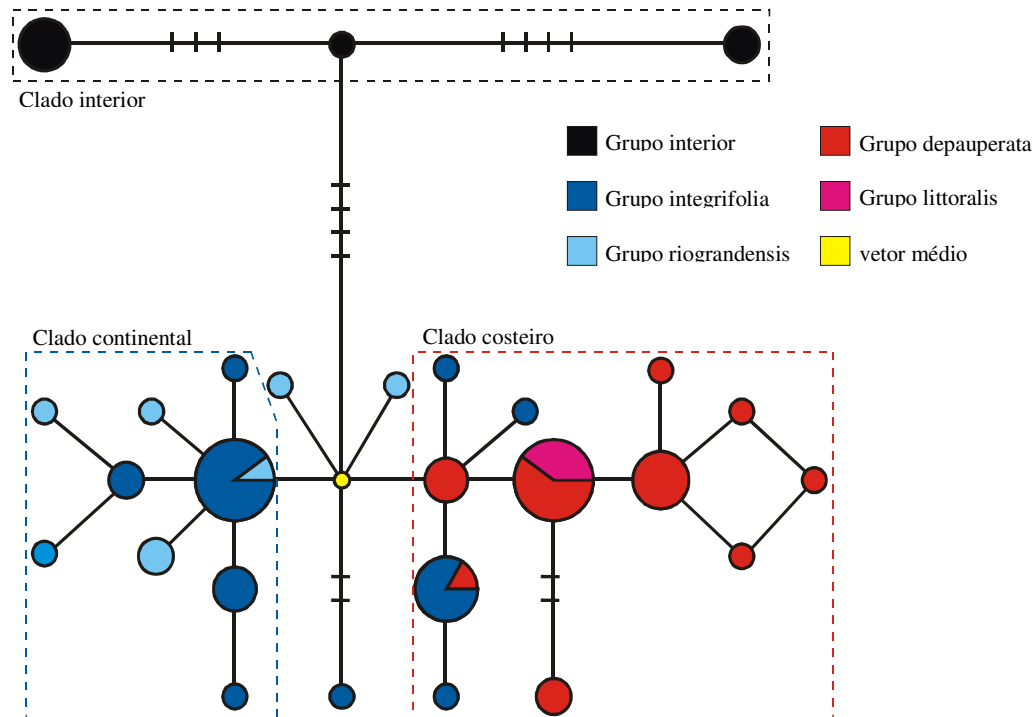 Clado interior
Grupo interior
Grupo depauperata
Grupo integrifolia
Grupo littoralis
Grupo riograndensis
vetor médio
Clado continental
Clado costeiro